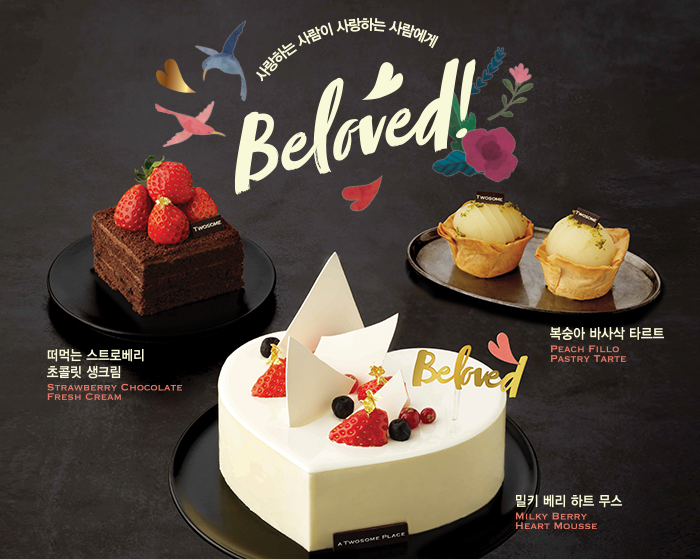 사랑하는 사람이 사랑하는 사람에게
Beloved!
TWOSOME
TWOSOME
TWOSOME
떠먹는 스트로베리
초콜릿 생크림
STRAWBERRY CHOCOLATE
FRESH CREAM
복숭아 바사삭 타르트
PEACH FILLO
PASTRY TARTE
Beloved
밀키 베리 하트 무스
MILKY BERRY
HEART MOUSSE
A TWOSOME PLACE